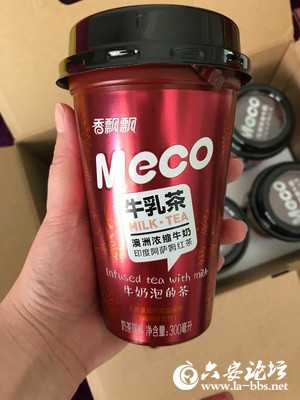 香飘飘
Meco
牛乳茶
MILK·TEA
澳洲浓缩牛奶
印度阿萨姆红茶
Infused tea with milk
牛奶泡的茶
净含量:300毫升
六安论坛
www.la-bbs.net